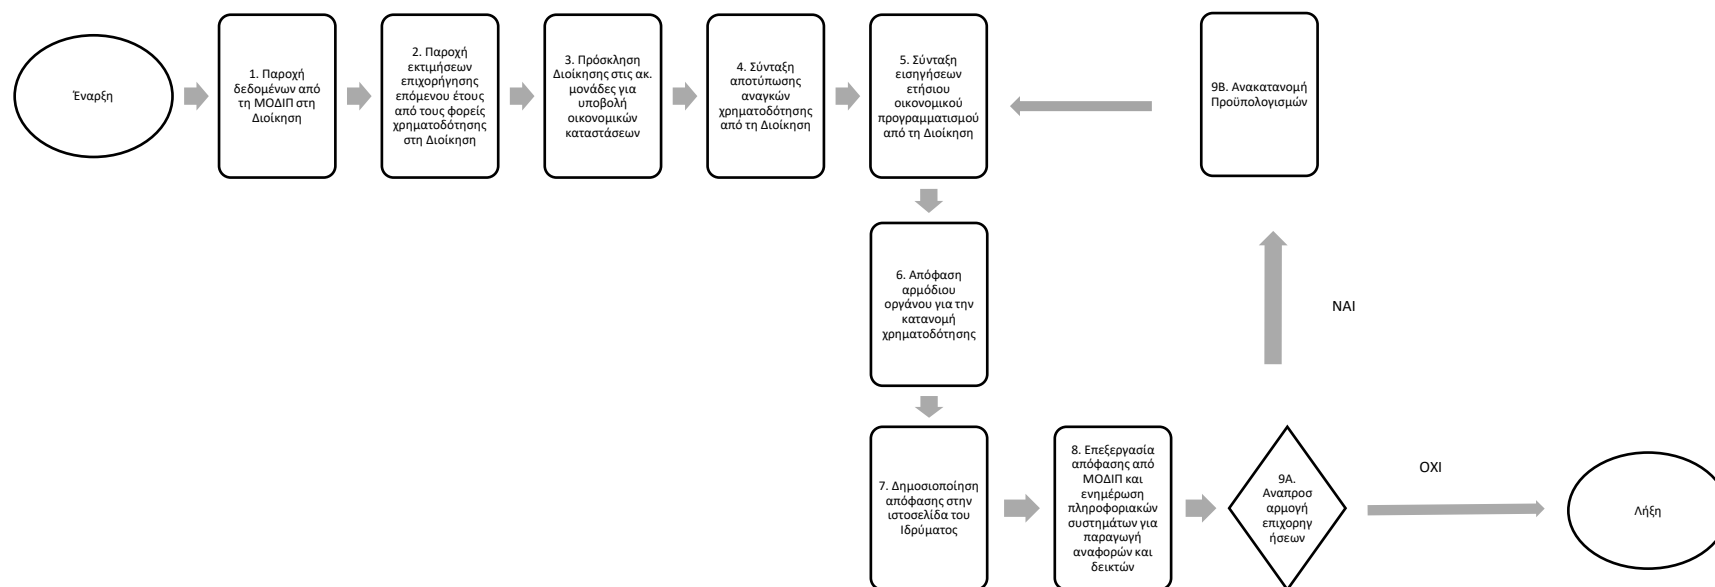 Έναρξη
1. Παροχή
δεδομένων από
τη ΜΟΔΙΠ στη
Διοίκηση
2. Παροχή
εκτιμήσεων
επιχορήγησης
επόμενου έτους
από τους φορείς
χρηματοδότησης
στη Διοίκηση
3. Πρόσκληση
Διοίκησης στις ακ.
μονάδες για
υποβολή
οικονομικών
καταστάσεων
4. Σύνταξη
αποτύπωσης
αναγκών
χρηματοδότησης
από τη Διοίκηση
5. Σύνταξη
εισηγήσεων
ετήσιου
οικονομικού
προγραμματισμού
από τη Διοίκηση
9Β. Ανακατανομή
Προϋπολογισμών
6. Απόφαση
αρμόδιου
οργάνου για την
κατανομή
χρηματοδότησης
ΝΑΙ
7. Δημοσιοποίηση
απόφασης στην
ιστοσελίδα του
Ιδρύματος
8. Επεξεργασία
απόφασης από
ΜΟΔΙΠ και
ενημέρωση
πληροφοριακών
συστημάτων για
παραγωγή
αναφορών και
δεικτών
9Α.
Αναπροσ
αρμογή
επιχορηγ
ήσεων
ΟΧΙ
Λήξη